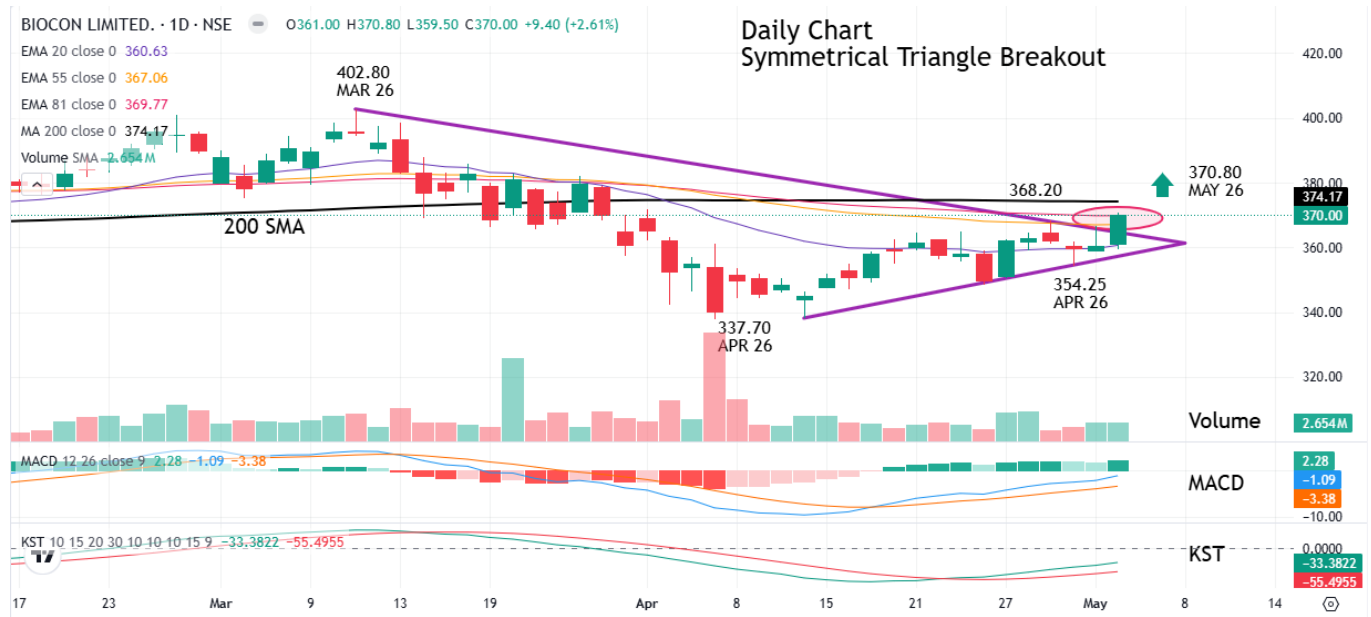 BIOCON LIMITED. · 1D · NSE O361.00 H370.80 L359.50 C370.00 +9.40 (+2.61%)
EMA 20 close 0 360.63
EMA 55 close 0 367.06
EMA 81 close 0 369.77
MA 200 close 0 374.17
Volume SMA 2.654M
Daily Chart
Symmetrical Triangle Breakout
402.80
MAR 26
200 SMA
337.70
APR 26
368.20
354.25
APR 26
370.80
MAY 26
420.00
400.00
380.00
374.17
370.00
360.00
340.00
320.00
Volume
2.654M
MACD 12 26 close 9 2.28 −1.09 −3.38
MACD
2.28
−1.09
−3.38
−10.00
KST 10 15 20 30 10 10 10 15 9 −33.3822 −55.4955
KST
0.0000
−33.3822
−55.4955
17 23 Mar 9 13 19 Apr 8 15 21 27 May 8 14